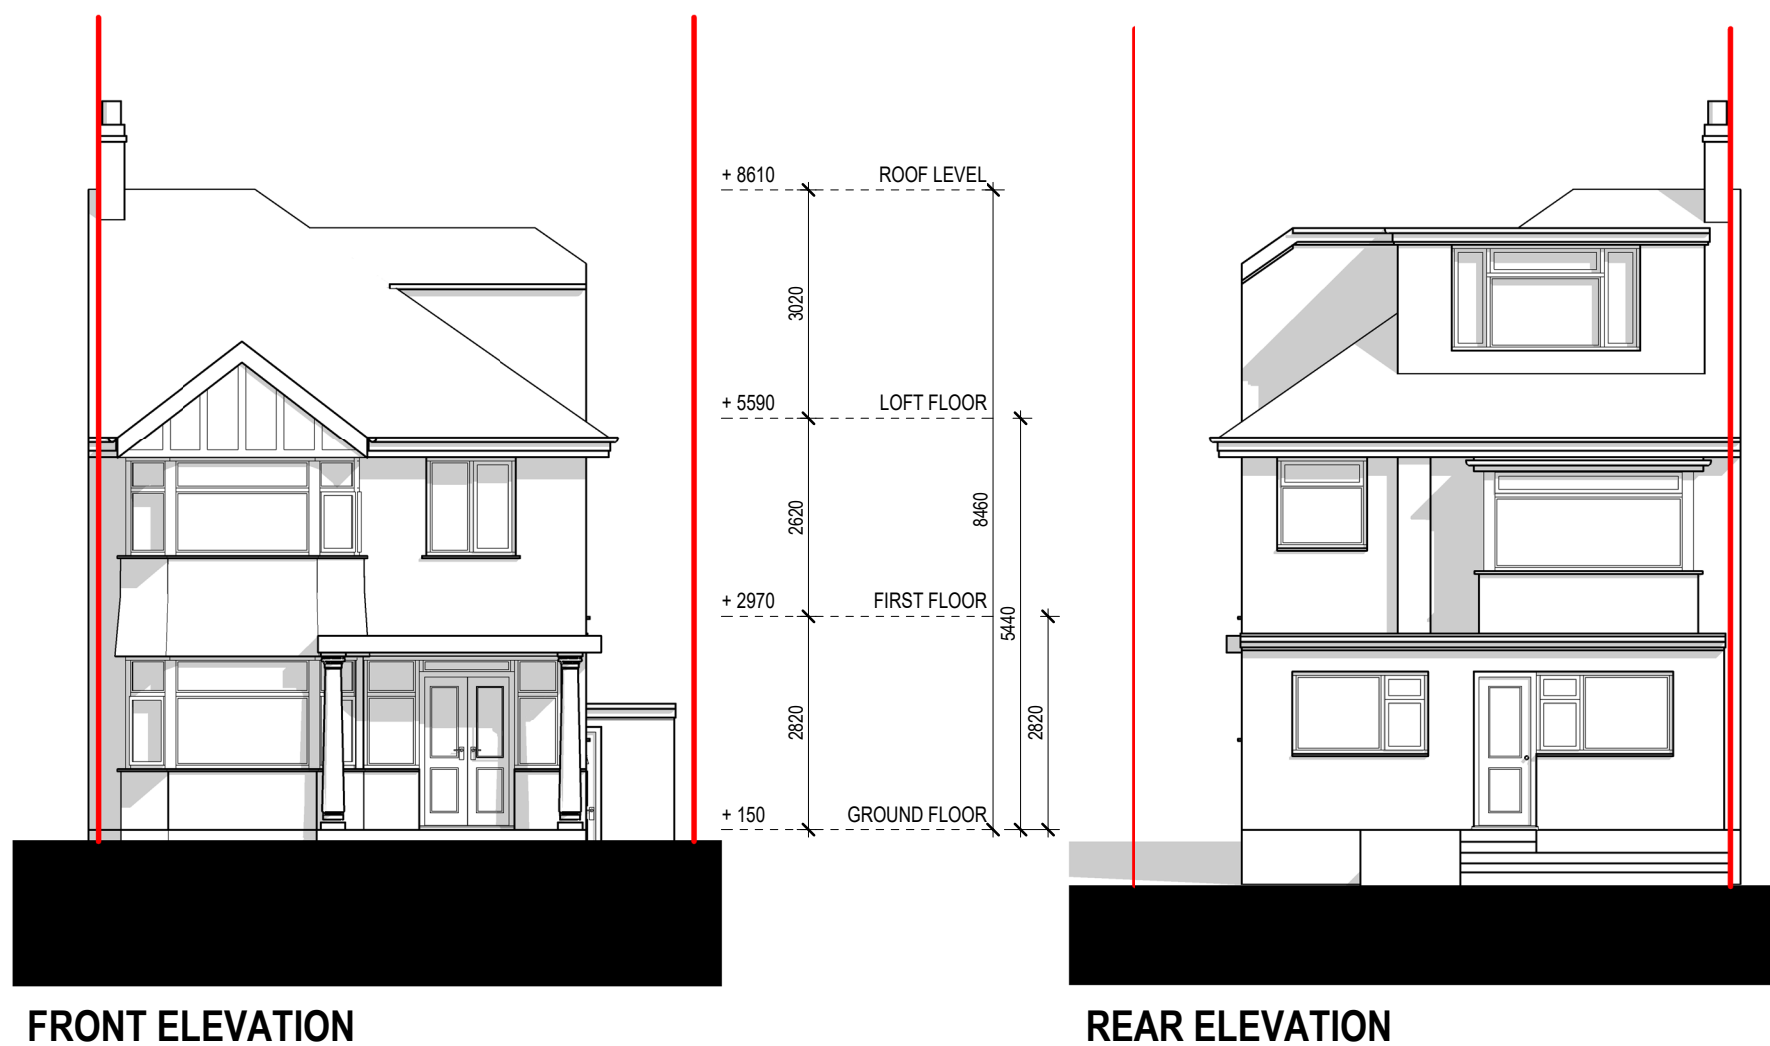 + 8610 ROOF LEVEL
3020
+ 5590 LOFT FLOOR
2620
8460
+ 2970 FIRST FLOOR
5440
2820
2820
+ 150 GROUND FLOOR
FRONT ELEVATION
REAR ELEVATION